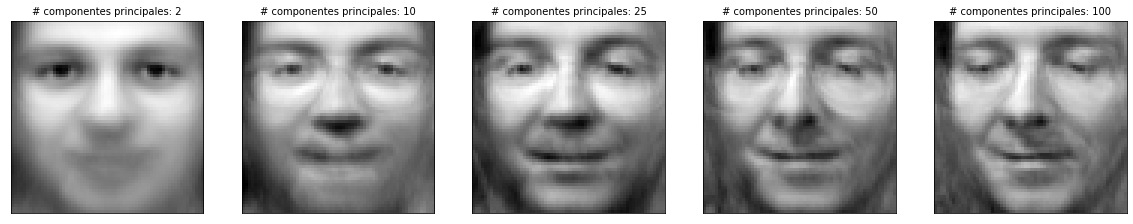 # componentes principales: 2
# componentes principales: 10
# componentes principales: 25
# componentes principales: 50
# componentes principales: 100